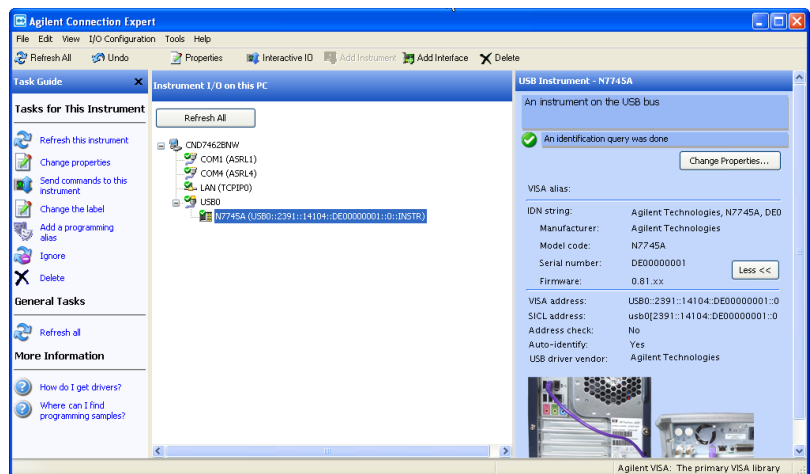 Agilent Connection Expert
File Edit View I/O Configuration Tools Help
Refresh All Undo Properties Interactive IO Add Instrument Add Interface Delete
Task Guide
Tasks for This Instrument
Refresh this instrument
Change properties
Send commands to this
instrument
Change the label
Add a programming
alias
Ignore
Delete
General Tasks
Refresh all
More Information
How do I get drivers?
Where can I find
programming samples?
Instrument I/O on this PC
Refresh All
CND7462BNW
COM1 (ASRL1)
COM4 (ASRL4)
LAN (TCPIP0)
USB0
N7745A (USB0::2391::14104::DE00000001::0::INSTR)
USB Instrument - N7745A
An instrument on the USB bus
An identification query was done
Change Properties...
VISA alias:
IDN string: Agilent Technologies, N7745A, DE0
Manufacturer: Agilent Technologies
Model code: N7745A
Serial number: DE00000001
Less <<
Firmware: 0.81.xx
VISA address: USB0::2391::14104::DE00000001::0
SICL address: usb0[2391::14104::DE00000001::0
Address check: No
Auto-identify: Yes
USB driver vendor: Agilent Technologies
Agilent VISA: The primary VISA library